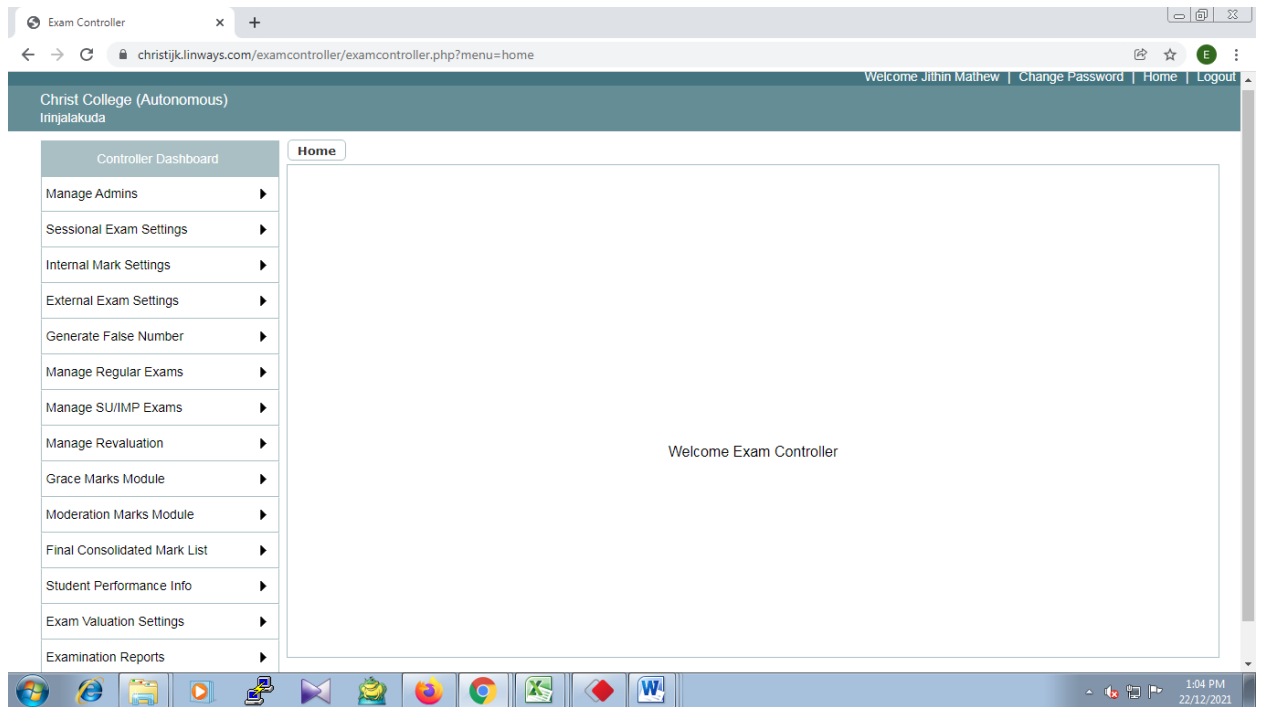 Exam Controller
christijk.linways.com/examcontroller/examcontroller.php?menu=home
E
Welcome Jithin Mathew | Change Password | Home | Logout
Christ College (Autonomous)
Irinjalakuda
Controller Dashboard
Home
Manage Admins
Sessional Exam Settings
Internal Mark Settings
External Exam Settings
Generate False Number
Manage Regular Exams
Manage SU/IMP Exams
Manage Revaluation
Welcome Exam Controller
Grace Marks Module
Moderation Marks Module
Final Consolidated Mark List
Student Performance Info
Exam Valuation Settings
Examination Reports
1:04 PM
22/12/2021